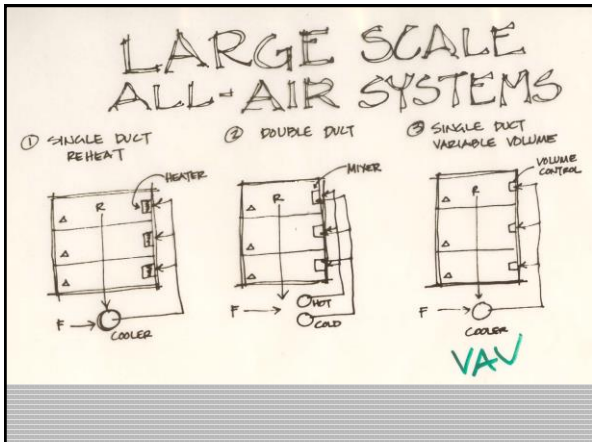 LARGE SCALE
ALL-AIR SYSTEMS
① SINGLE DUCT
REHEAT
HEATER
R
F
COOLER
② DOUBLE DUCT
MIXER
R
F
HOT
COLD
③ SINGLE DUCT
VARIABLE VOLUME
VOLUME
CONTROL
R
F
COOLER
VAV